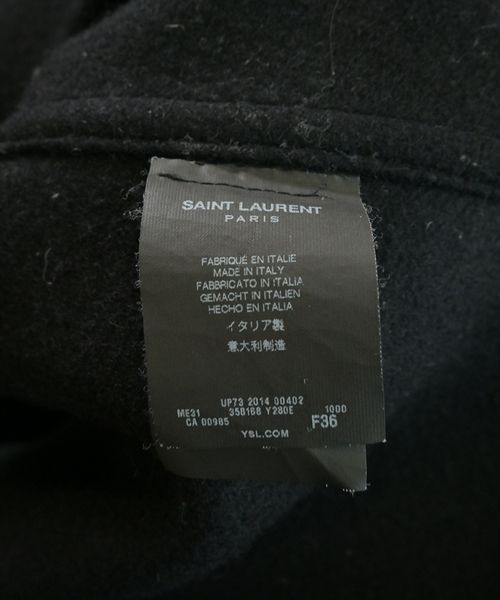 SAINT LAURENT
PARIS
FABRIQUÉ EN ITALIE
MADE IN ITALY
FABBRICATO IN ITALIA
GEMACHT IN ITALIEN
HECHO EN ITALIA
イタリア製
意大利制造
UP73 2014 00402
ME31 358168 Y280E 1000
CA 00985 F36
YSL.COM